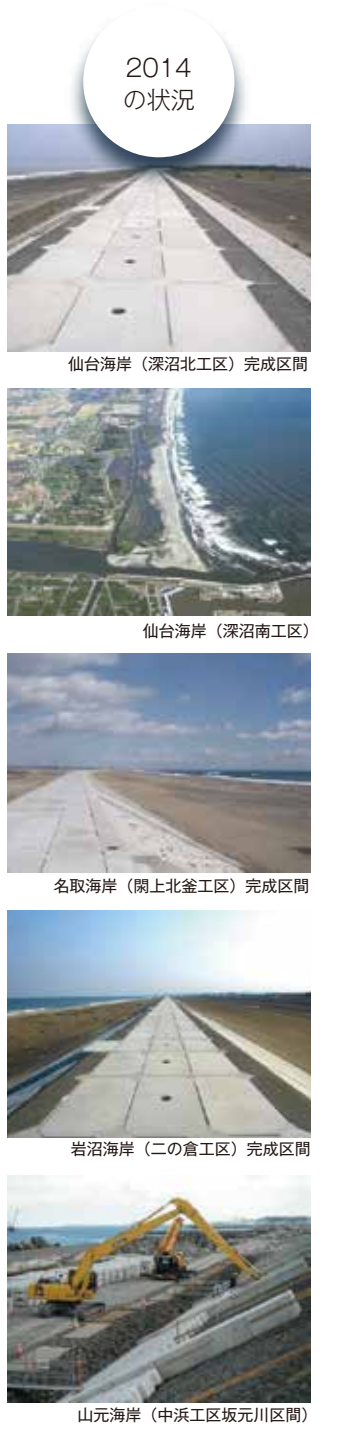 2014
の状況
仙台海岸（深沼北工区）完成区間
仙台海岸（深沼南工区）
名取海岸（閖上北釜工区）完成区間
岩沼海岸（二の倉工区）完成区間
山元海岸（中浜工区坂元川区間）